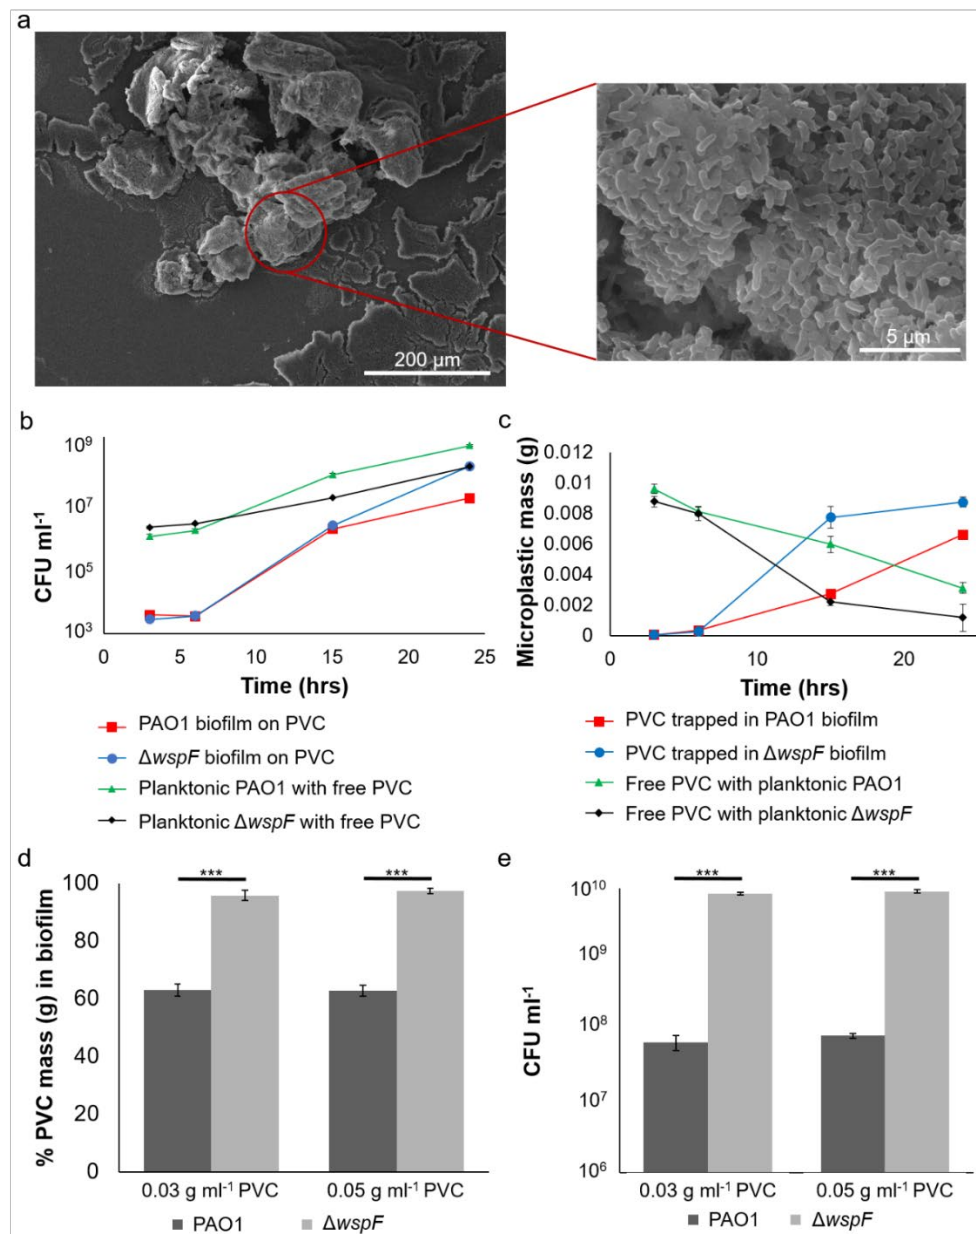 a
200 µm
5 µm
b
CFU ml⁻¹
10⁹
10⁷
10⁵
10³
0 5 10 15 20 25
Time (hrs)
PAO1 biofilm on PVC
ΔwspF biofilm on PVC
Planktonic PAO1 with free PVC
Planktonic ΔwspF with free PVC
c
Microplastic mass (g)
0.012
0.01
0.008
0.006
0.004
0.002
0
0 10 20
Time (hrs)
PVC trapped in PAO1 biofilm
PVC trapped in ΔwspF biofilm
Free PVC with planktonic PAO1
Free PVC with planktonic ΔwspF
d
% PVC mass (g) in biofilm
100
80
60
40
20
0
*** ***
0.03 g ml⁻¹ PVC 0.05 g ml⁻¹ PVC
PAO1 ΔwspF
e
CFU ml⁻¹
10¹⁰
10⁹
10⁸
10⁷
10⁶
*** ***
0.03 g ml⁻¹ PVC 0.05 g ml⁻¹ PVC
PAO1 ΔwspF